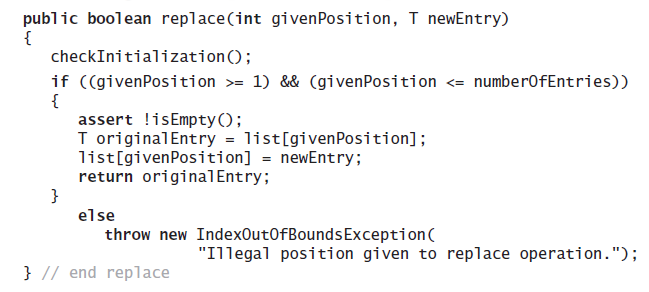 public boolean replace(int givenPosition, T newEntry)
{
checkInitialization();
if ((givenPosition >= 1) && (givenPosition <= numberOfEntries))
{
assert !isEmpty();
T originalEntry = list[givenPosition];
list[givenPosition] = newEntry;
return originalEntry;
}
else
throw new IndexOutOfBoundsException(
"Illegal position given to replace operation.");
} // end replace